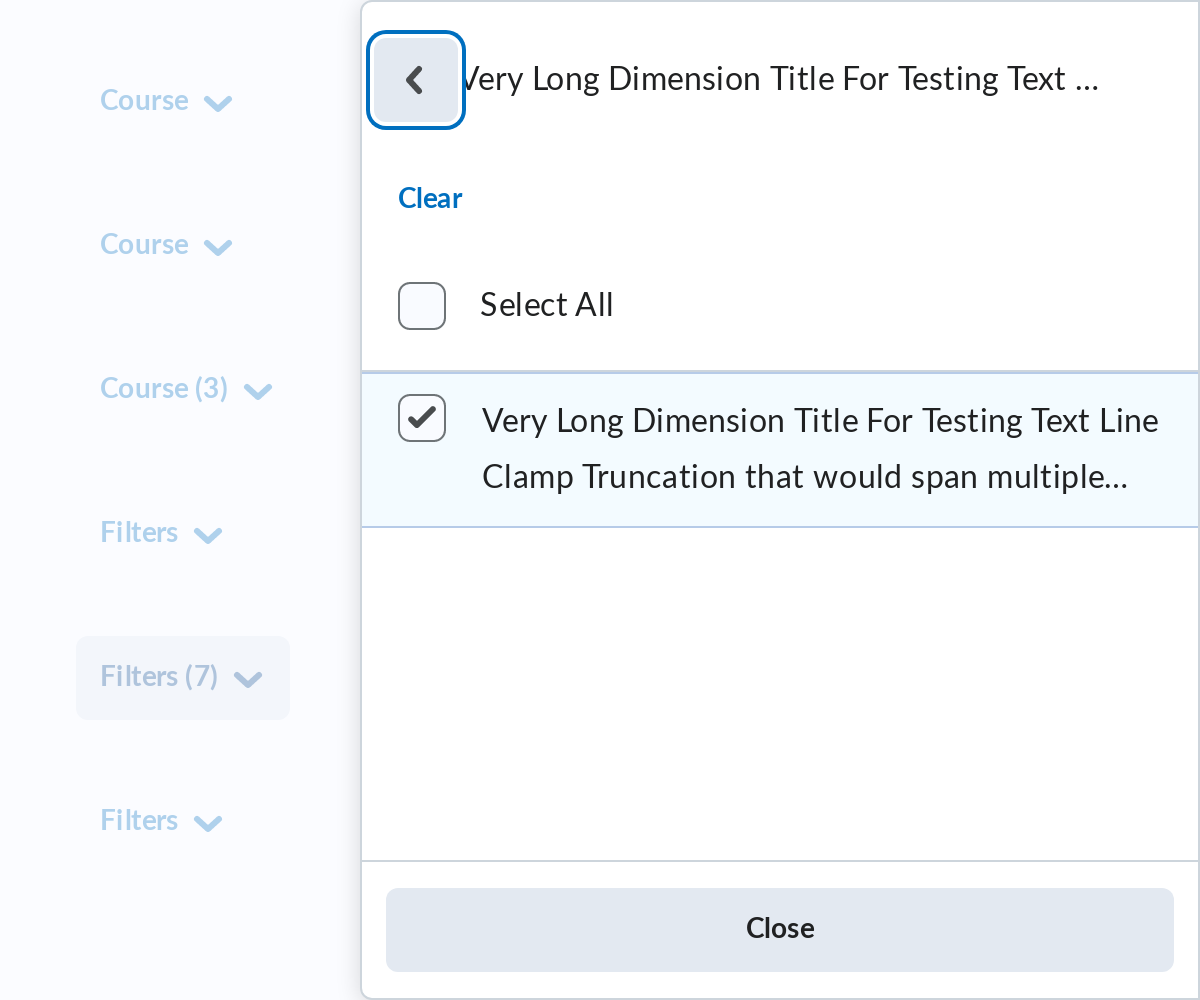 Course
Course
Course (3)
Filters
Filters (7)
Filters
Very Long Dimension Title For Testing Text ...
Clear
Select All
Very Long Dimension Title For Testing Text Line
Clamp Truncation that would span multiple...
Close